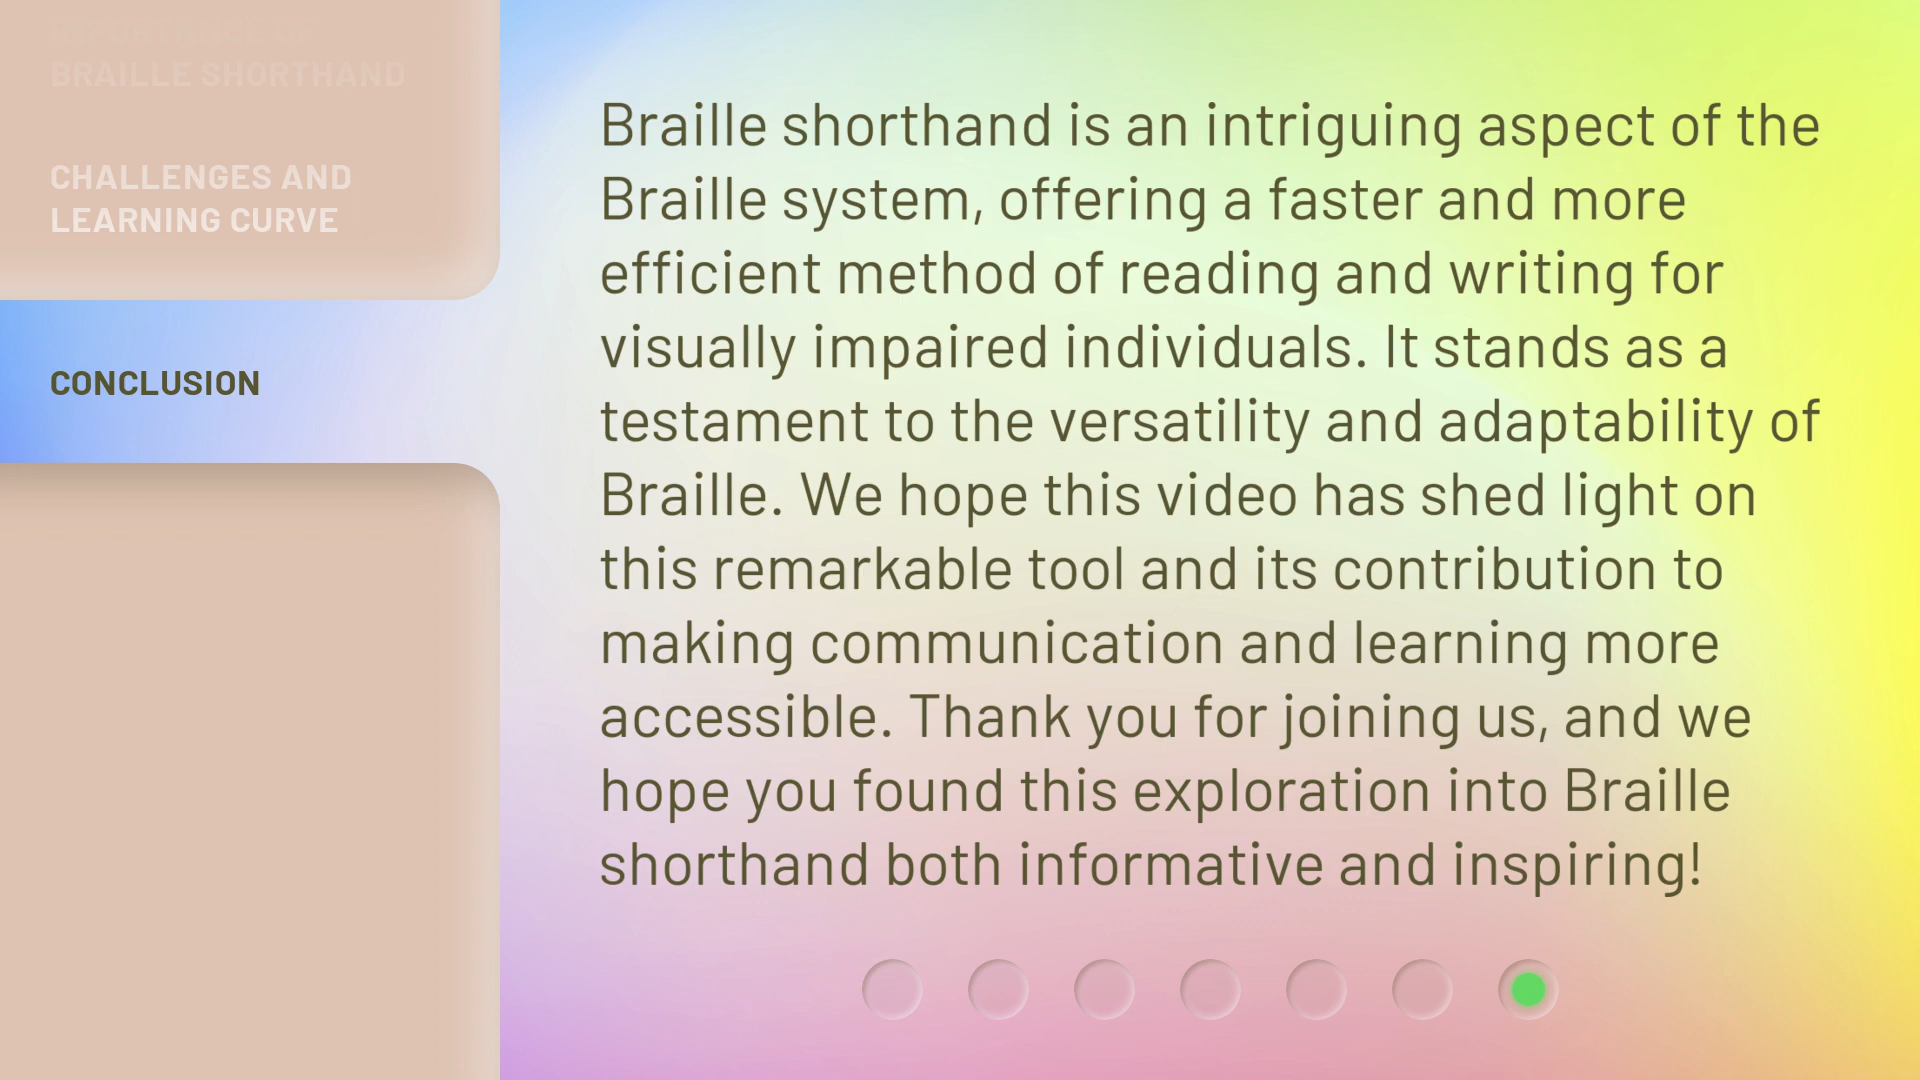 IMPORTANCE OF
BRAILLE SHORTHAND
CHALLENGES AND
LEARNING CURVE
CONCLUSION
Braille shorthand is an intriguing aspect of the
Braille system, offering a faster and more
efficient method of reading and writing for
visually impaired individuals. It stands as a
testament to the versatility and adaptability of
Braille. We hope this video has shed light on
this remarkable tool and its contribution to
making communication and learning more
accessible. Thank you for joining us, and we
hope you found this exploration into Braille
shorthand both informative and inspiring!